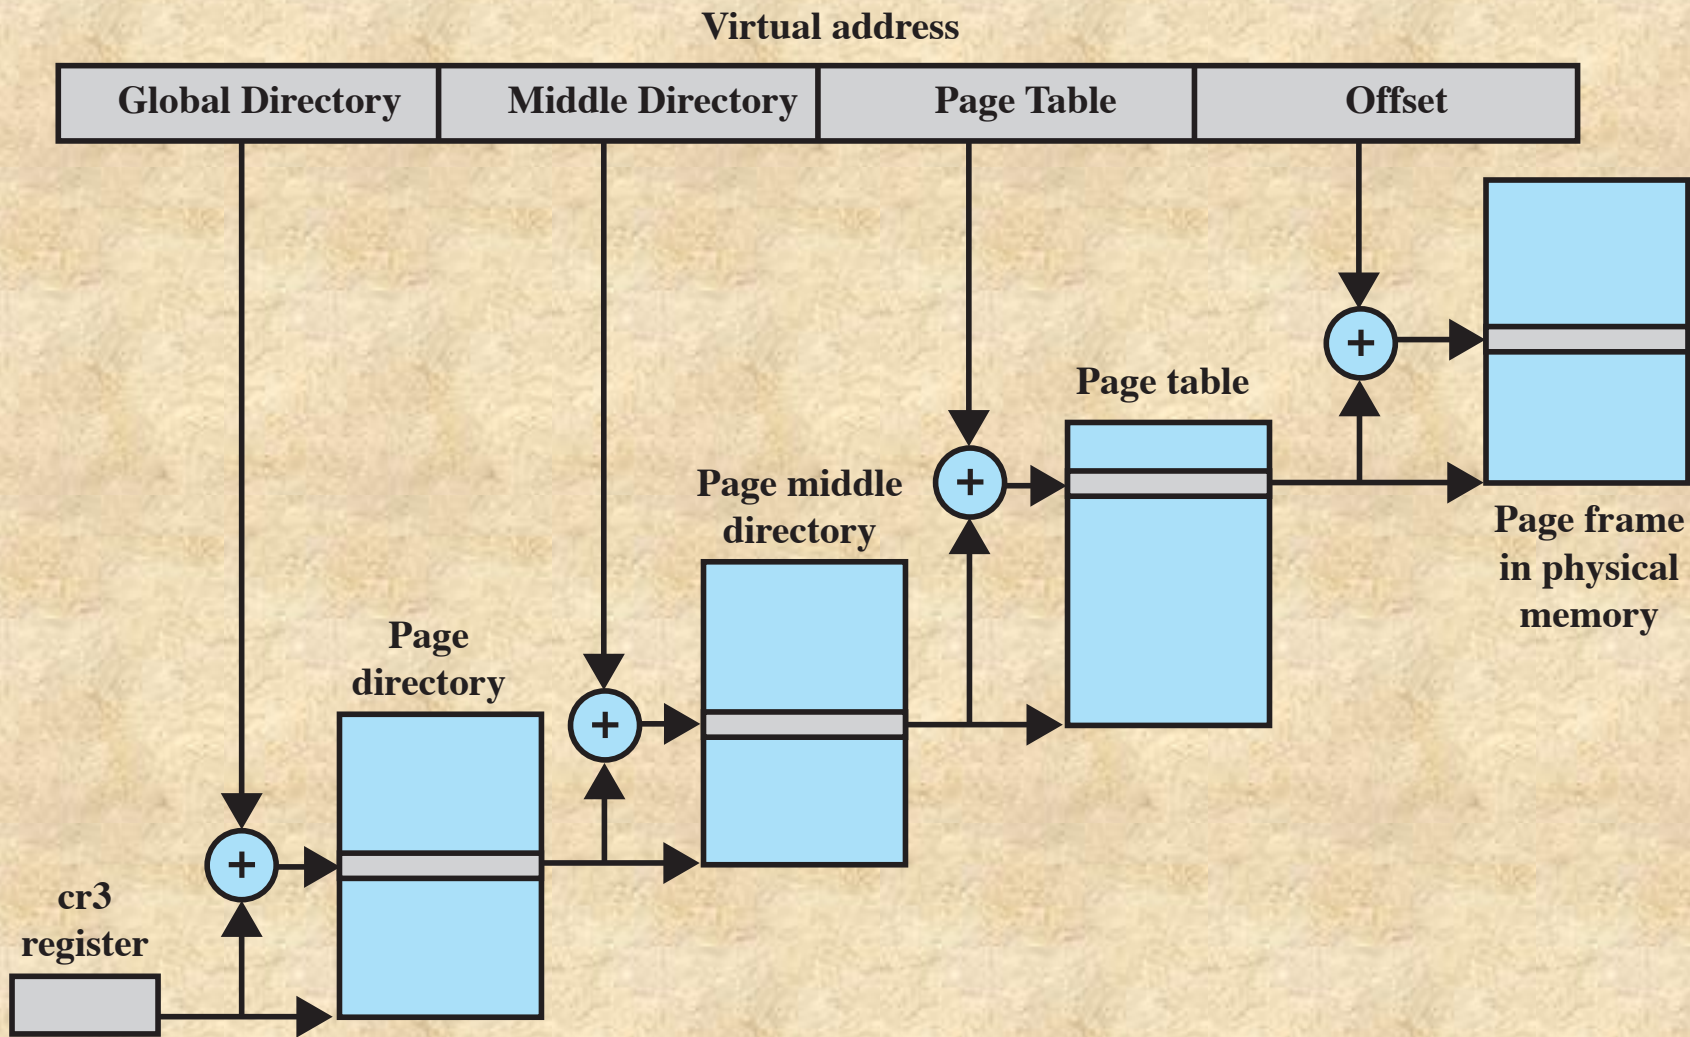 Virtual address
Global Directory
Middle Directory
Page Table
Offset
+
Page table
+
Page middle
directory
Page frame
in physical
memory
Page
directory
+
+
cr3
register